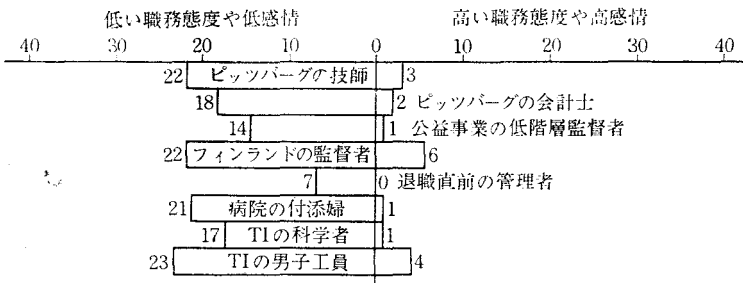 低い職務態度や低感情 高い職務態度や高感情
40 30 20 10 0 10 20 30 40
22 ピッツバーグの技師 3
18 2 ピッツバーグの会計士
14 1 公益事業の低階層監督者
22 フィンランドの監督者 6
7 0 退職直前の管理者
21 病院の付添婦 1
17 TIの科学者 1
23 TIの男子工員 4